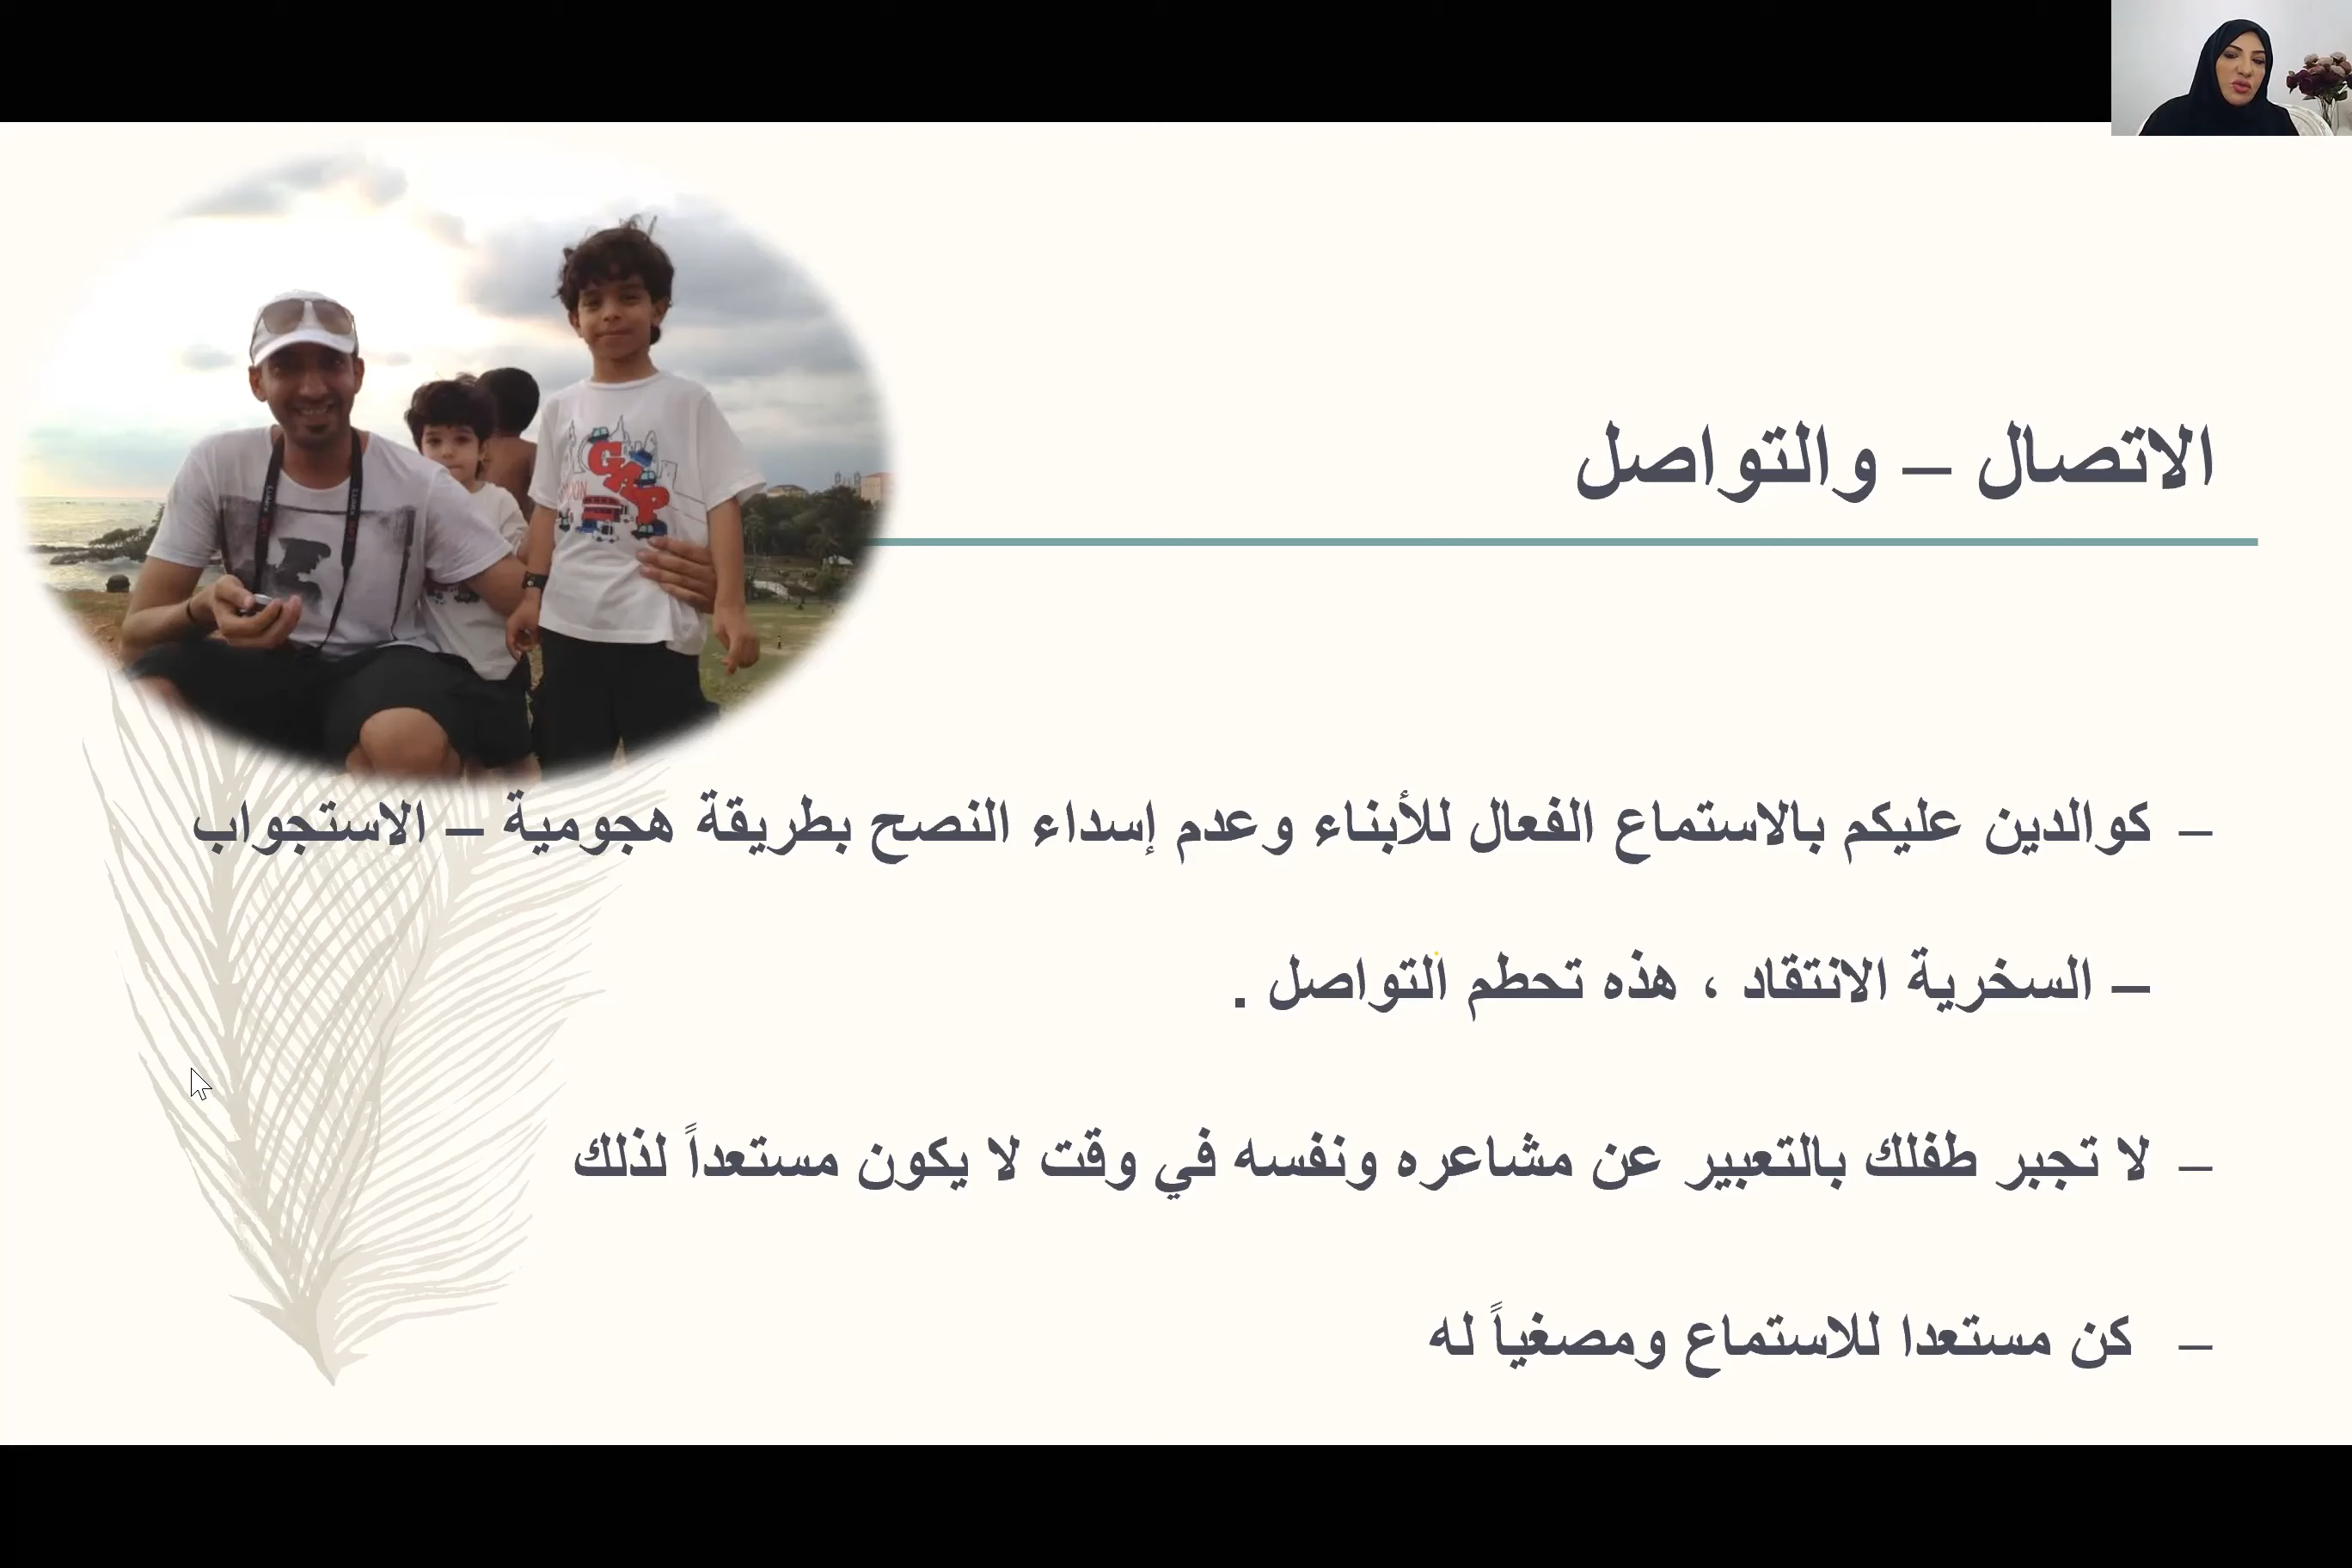 الاتصال – والتواصل
– كوالدين عليكم بالاستماع الفعال للأبناء وعدم إسداء النصح بطريقة هجومية – الاستجواب
– السخرية الانتقاد ، هذه تحطم التواصل .
– لا تجبر طفلك بالتعبير عن مشاعره ونفسه في وقت لا يكون مستعداً لذلك
– كن مستعدا للاستماع ومصغياً له
GAP